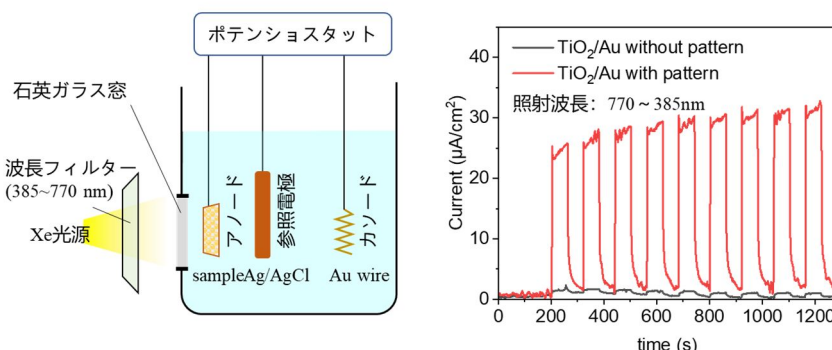 ポテンショスタット
石英ガラス窓
波長フィルター
(385~770 nm)
Xe光源
アノード
参照電極
カソード
sample
Ag/AgCl
Au wire
TiO2/Au without pattern
TiO2/Au with pattern
照射波長：770～385nm
Current (μA/cm²)
40
30
20
10
0
0
200
400
600
800
1000
1200
time (s)